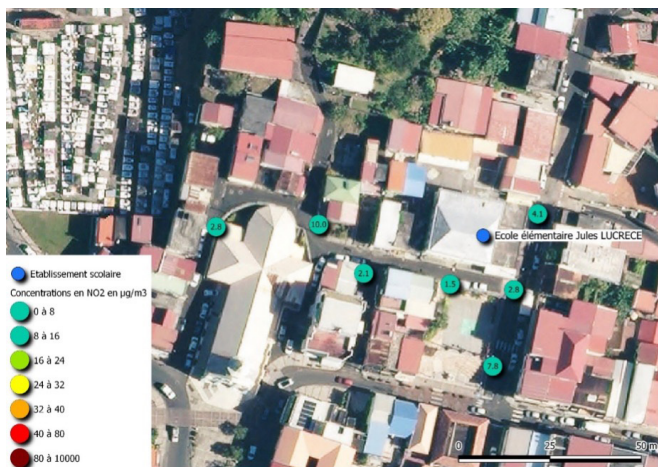 2.8
10.0
4.1
Ecole élémentaire Jules LUCRECE
2.1
1.5
2.8
7.8
Etablissement scolaire
Concentrations en NO2 en µg/m3
0 à 8
8 à 16
16 à 24
24 à 32
32 à 40
40 à 80
80 à 10000
0 25 50 m